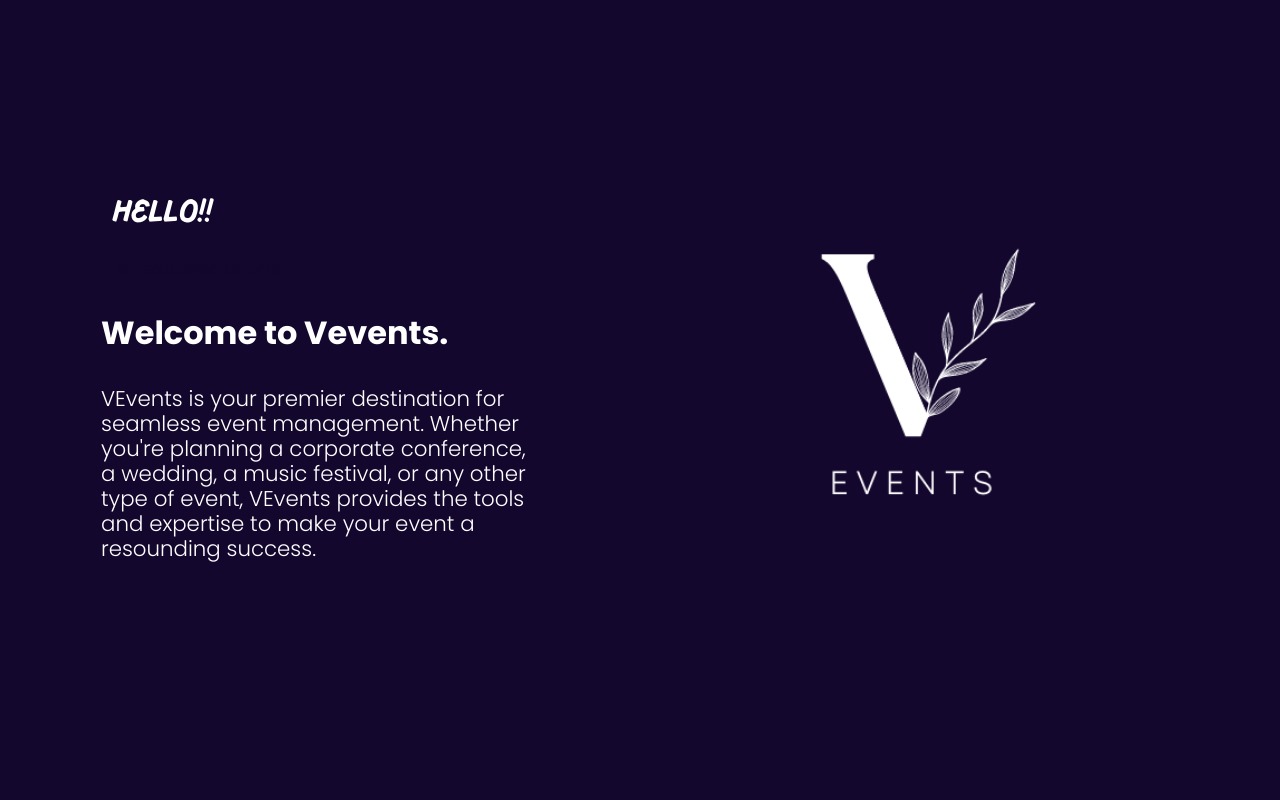 HELLO!!
Welcome to Vevents.
VEvents is your premier destination for
seamless event management. Whether
you're planning a corporate conference,
a wedding, a music festival, or any other
type of event, VEvents provides the tools
and expertise to make your event a
resounding success.
V
EVENTS